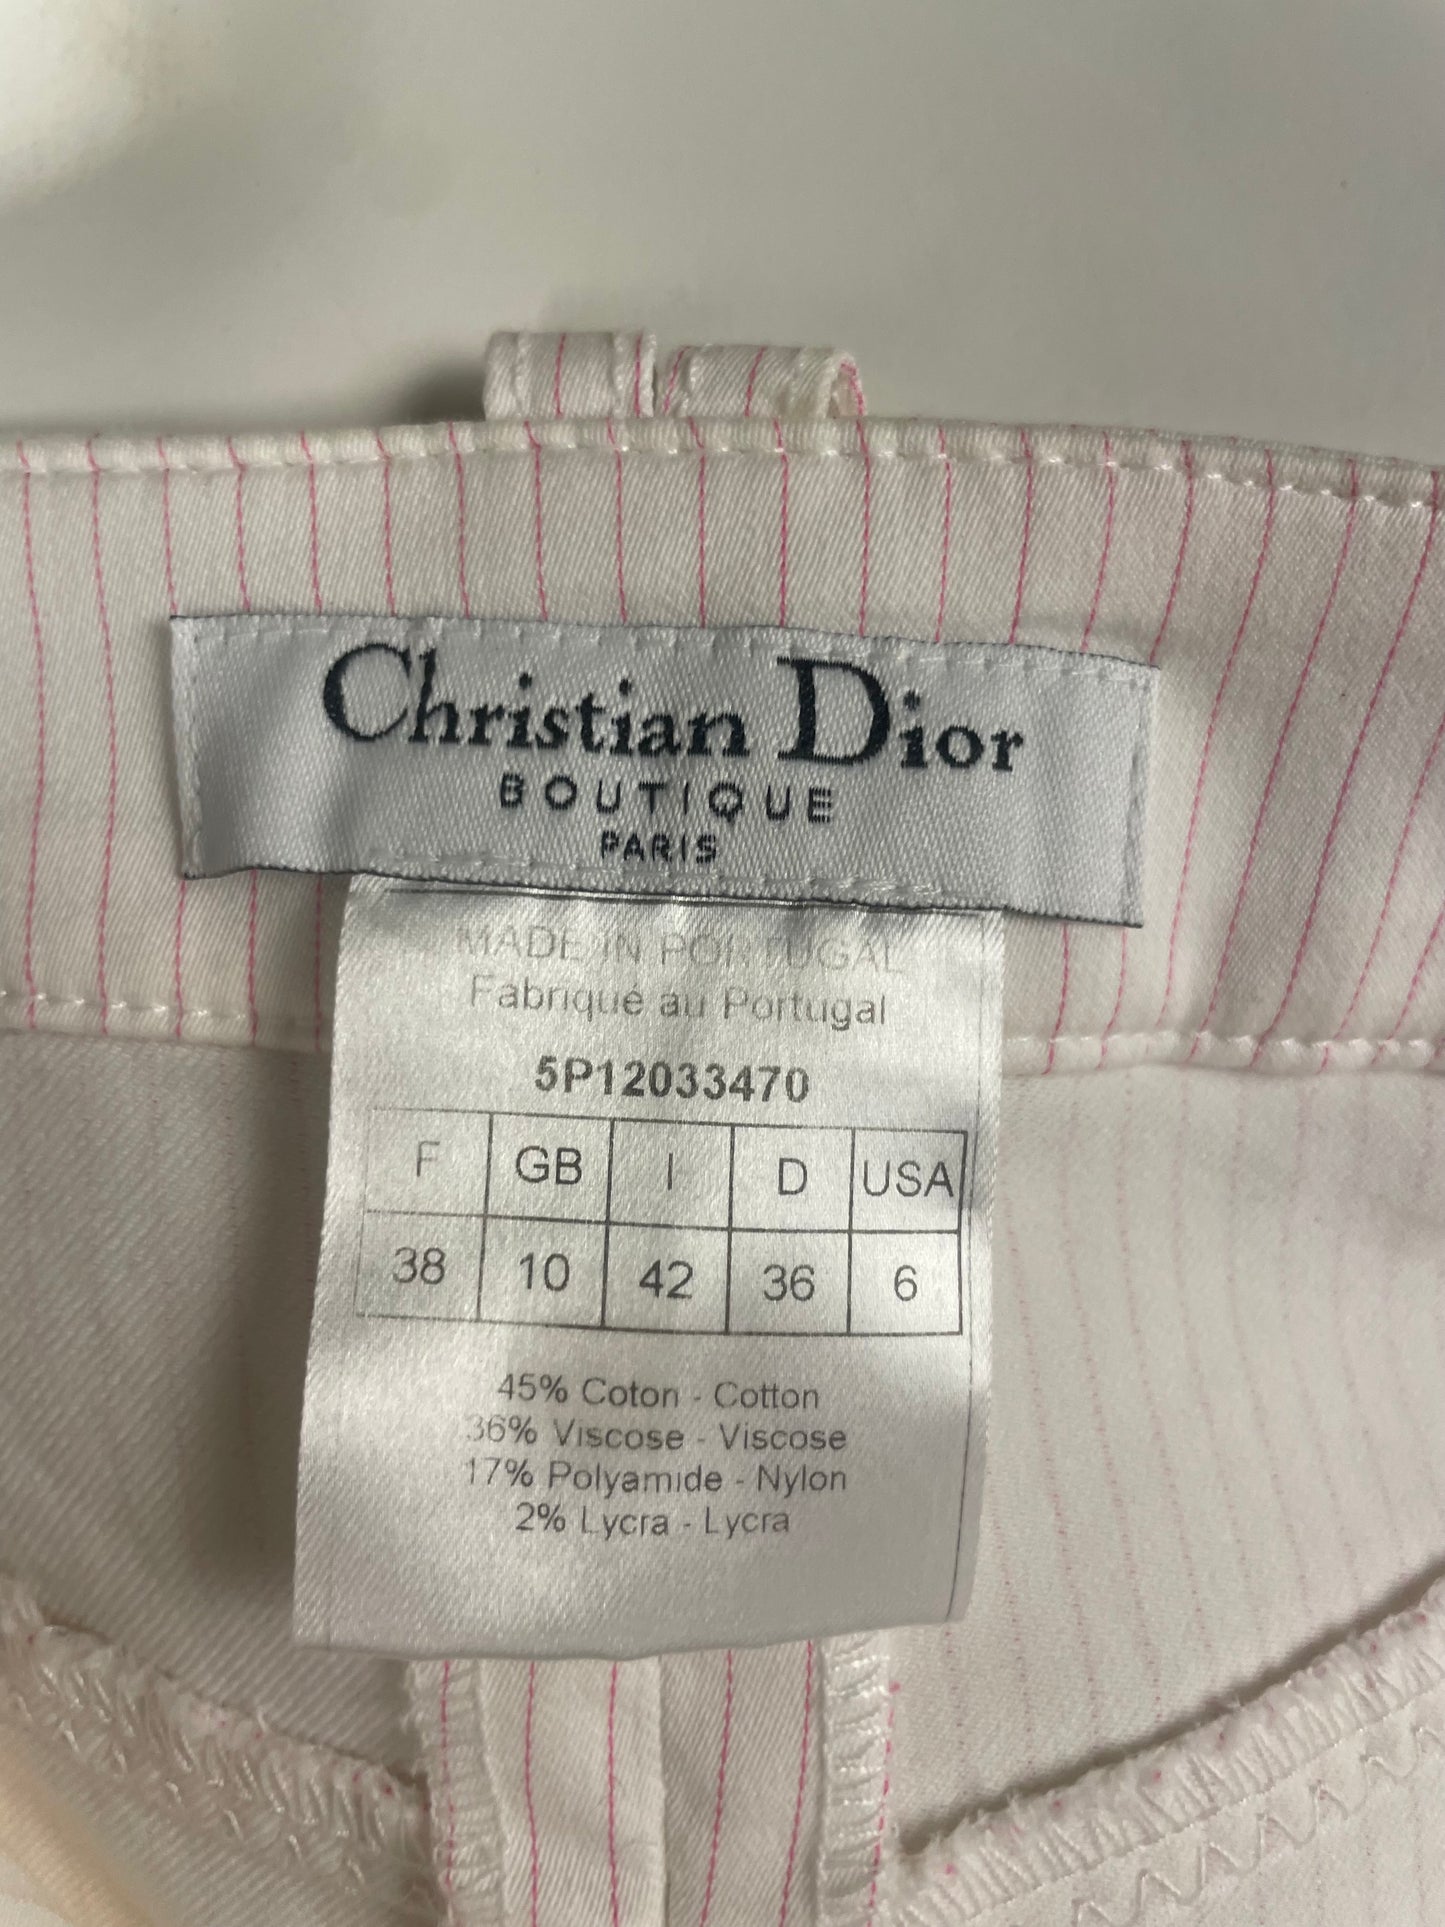 Christian Dior
BOUTIQUE
PARIS
MADE IN PORTUGAL
Fabriqué au Portugal
5P12033470
F GB I D USA
38 10 42 36 6
45% Coton - Cotton
36% Viscose - Viscose
17% Polyamide - Nylon
2% Lycra - Lycra